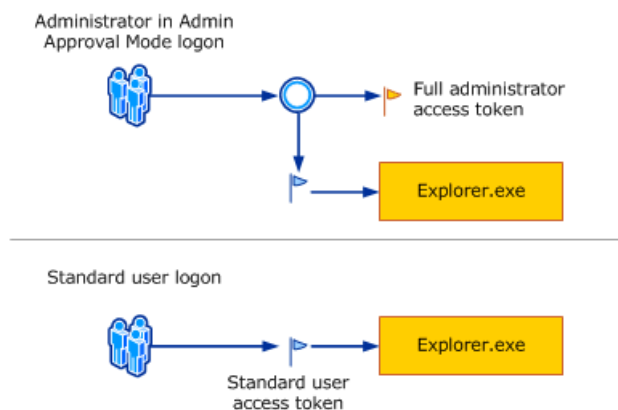 Administrator in Admin
Approval Mode logon
Full administrator
access token
Explorer.exe
Standard user logon
Explorer.exe
Standard user
access token